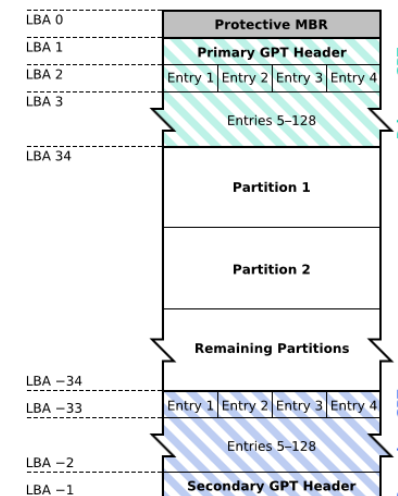 LBA 0
Protective MBR
LBA 1
Primary GPT Header
LBA 2
Entry 1 Entry 2 Entry 3 Entry 4
LBA 3
Entries 5–128
LBA 34
Partition 1
Partition 2
Remaining Partitions
LBA −34
LBA −33
Entry 1 Entry 2 Entry 3 Entry 4
Entries 5–128
LBA −2
LBA −1
Secondary GPT Header